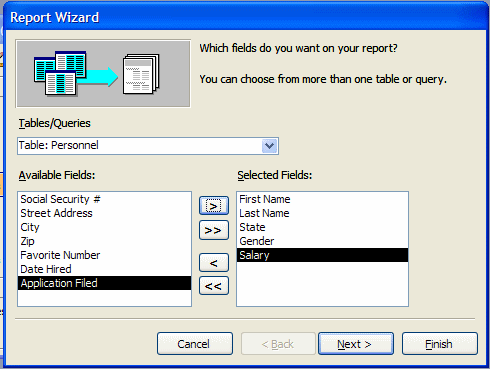 Report Wizard
Which fields do you want on your report?
You can choose from more than one table or query.
Tables/Queries
Table: Personnel
Available Fields:
Selected Fields:
Social Security #
Street Address
City
Zip
Favorite Number
Date Hired
Application Filed
>
>>
<
<<
First Name
Last Name
State
Gender
Salary
Cancel
< Back
Next >
Finish